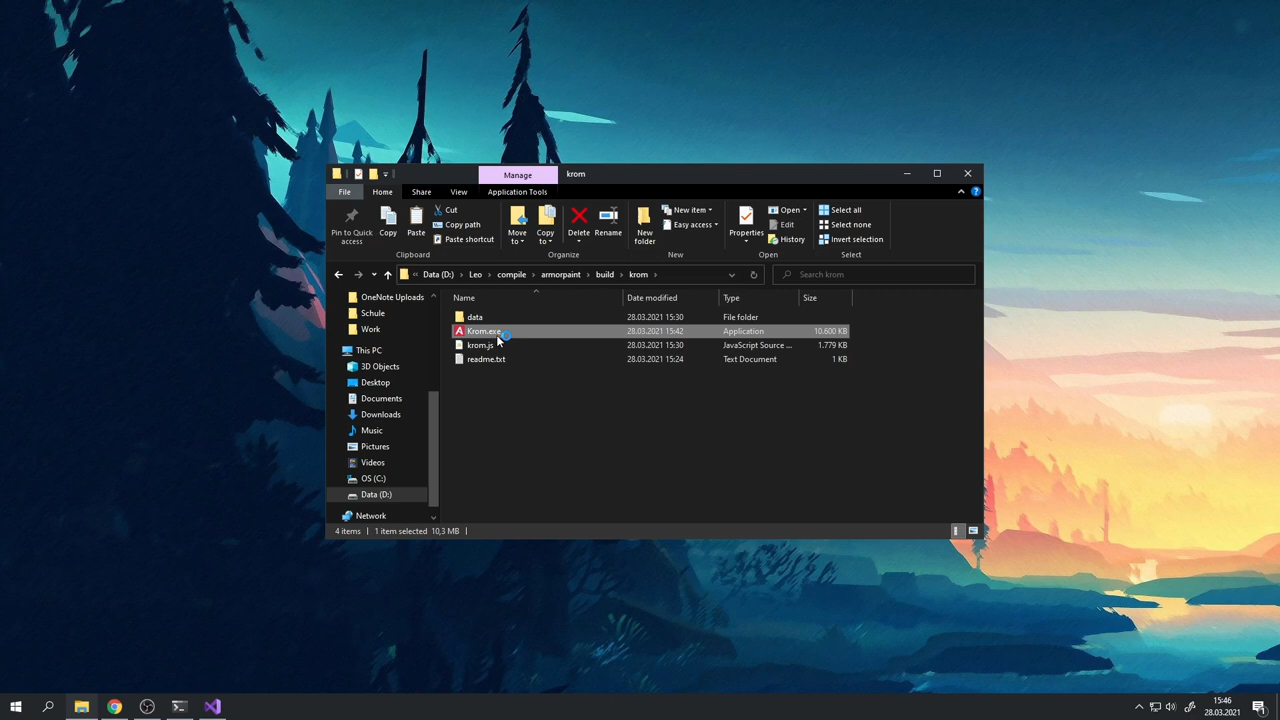 Manage
krom
File
Home
Share
View
Application Tools
Pin to Quick access
Copy
Paste
Cut
Copy path
Paste shortcut
Clipboard
Move to
Copy to
Delete
Rename
Organize
New folder
New item
Easy access
New
Properties
Open
Edit
History
Open
Select all
Select none
Invert selection
Select
« Data (D:) › Leo › compile › armorpaint › build › krom ›
Search krom
OneNote Uploads
Schule
Work
This PC
3D Objects
Desktop
Documents
Downloads
Music
Pictures
Videos
OS (C:)
Data (D:)
Network
Name Date modified Type Size
data 28.03.2021 15:30 File folder
Krom.exe 28.03.2021 15:42 Application 10.600 KB
krom.js 28.03.2021 15:30 JavaScript Source ... 1.779 KB
readme.txt 28.03.2021 15:24 Text Document 1 KB
4 items
1 item selected 10,3 MB
15:46
28.03.2021
1